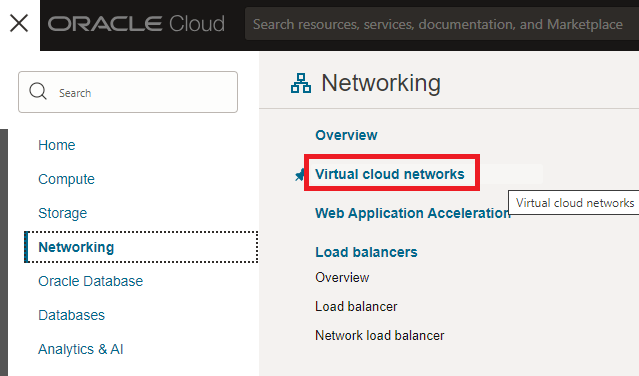 ORACLE Cloud
Search resources, services, documentation, and Marketplace
Search
Home
Compute
Storage
Networking
Oracle Database
Databases
Analytics & AI
Networking
Overview
Virtual cloud networks
Virtual cloud networks
Web Application Acceleration
Load balancers
Overview
Load balancer
Network load balancer